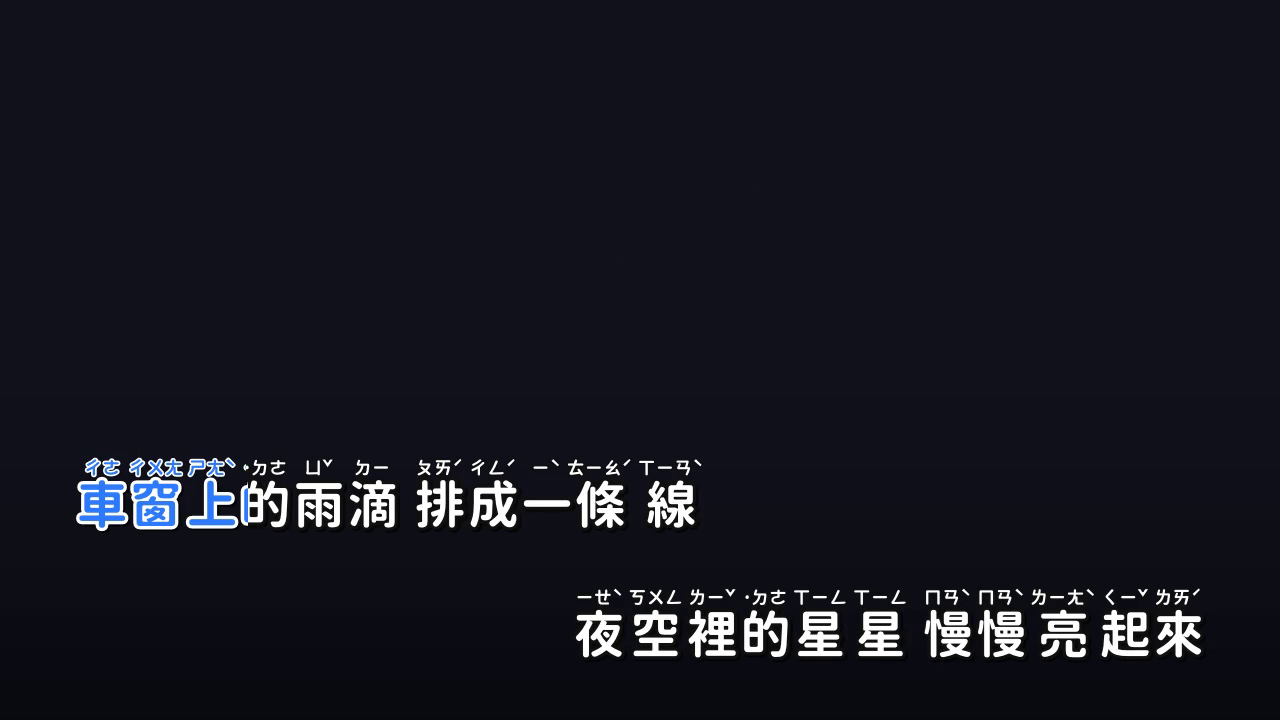 ㄔㄜ ㄔㄨㄤ ㄕㄤˋ ˙ㄉㄜ ㄩˇ ㄉㄧ ㄆㄞˊ ㄔㄥˊ ㄧˋ ㄊㄧㄠˊ ㄒㄧㄢˋ
車窗上的雨滴 排成一條 線
ㄧㄝˋ ㄎㄨㄥ ㄌㄧˇ ˙ㄉㄜ ㄒㄧㄥ ㄒㄧㄥ ㄇㄢˋ ㄇㄢˋ ㄌㄧㄤˋ ㄑㄧˇ ㄌㄞˊ
夜空裡的星星 慢慢亮起來